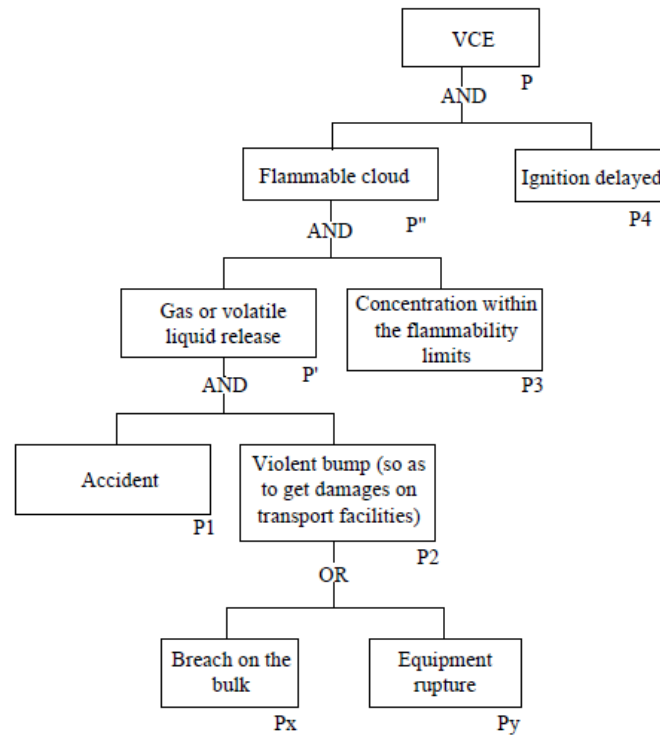 VCE
P
AND
Flammable cloud
Ignition delayed
P"
P4
AND
Gas or volatile
liquid release
Concentration within
the flammability
limits
P'
P3
AND
Accident
Violent bump (so as
to get damages on
transport facilities)
P1
P2
OR
Breach on the
bulk
Equipment
rupture
Px
Py